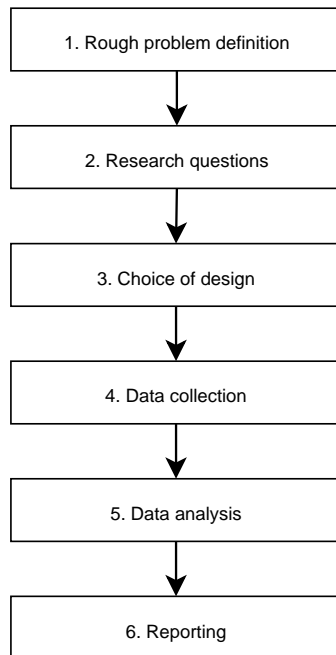 1. Rough problem definition
2. Research questions
3. Choice of design
4. Data collection
5. Data analysis
6. Reporting